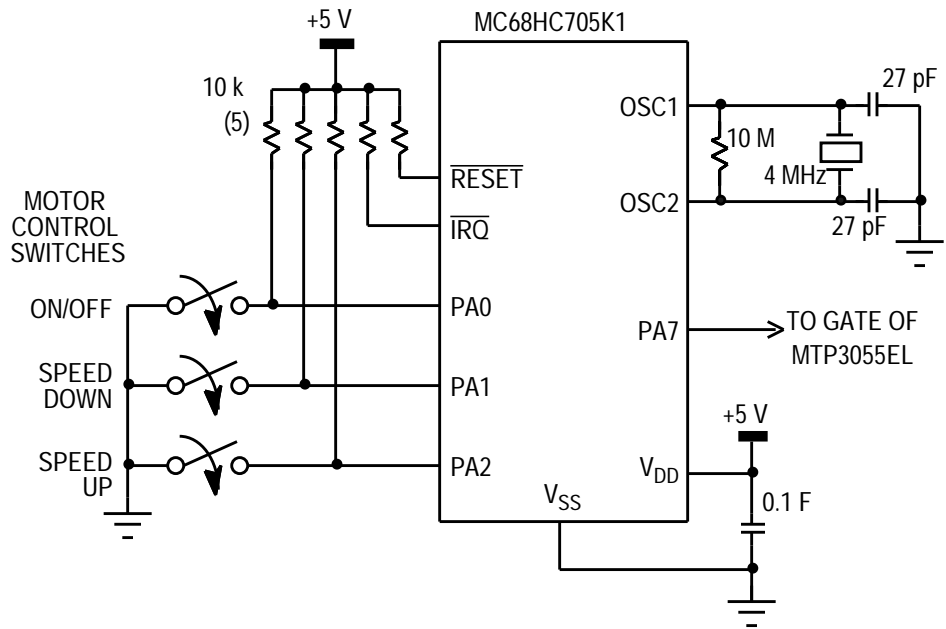 +5 V
MC68HC705K1
10 k
(5)
27 pF
OSC1
10 M
4 MHz
RESET
OSC2
27 pF
IRQ
MOTOR
CONTROL
SWITCHES
ON/OFF
PA0
PA7
TO GATE OF
MTP3055EL
SPEED
DOWN
PA1
+5 V
SPEED
UP
PA2
VDD
VSS
0.1 F